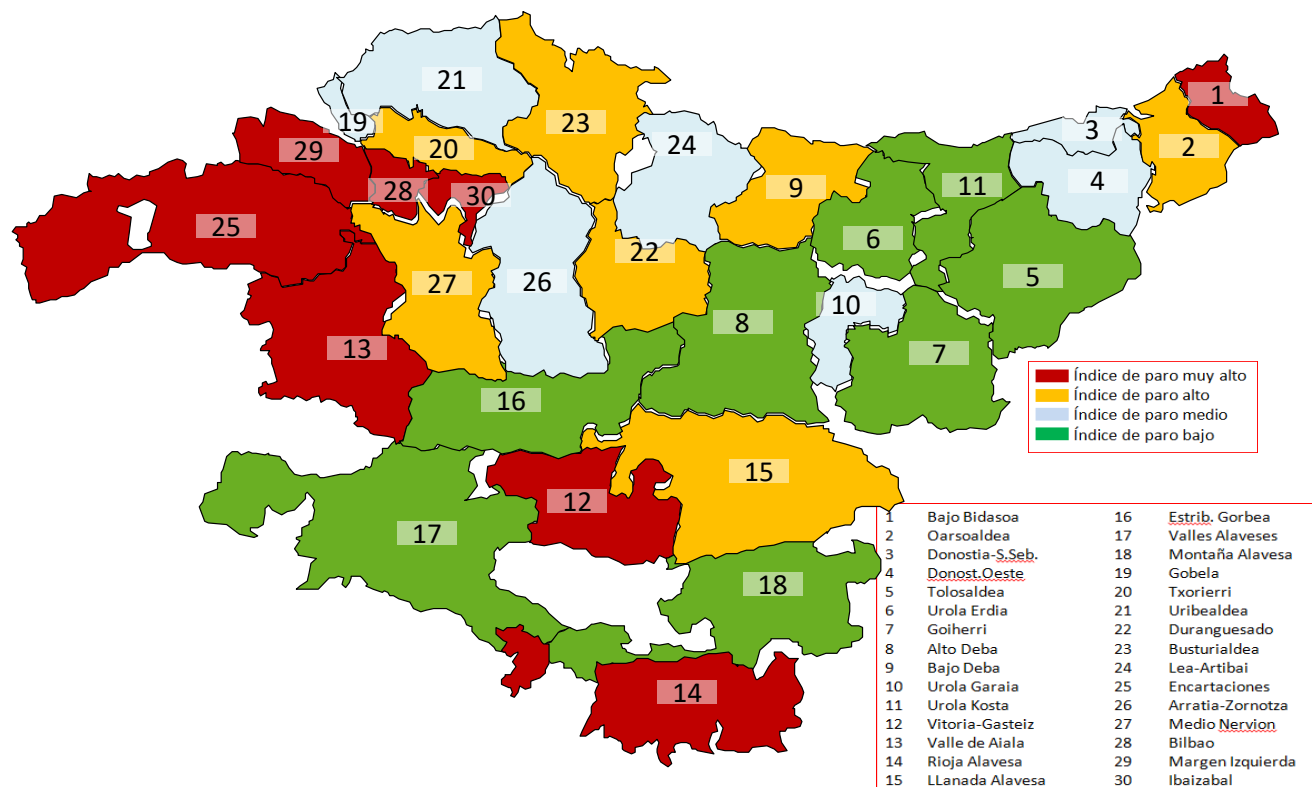 21
1
19
23
3
20
24
2
29
4
28
30
9
11
25
6
22
5
27
26
10
8
13
7
16
15
12
17
18
14
Índice de paro muy alto
Índice de paro alto
Índice de paro medio
Índice de paro bajo
1 Bajo Bidasoa 16 Estrib. Gorbea
2 Oarsoaldea 17 Valles Alaveses
3 Donostia-S.Seb. 18 Montaña Alavesa
4 Donost.Oeste 19 Gobela
5 Tolosaldea 20 Txorierri
6 Urola Erdia 21 Uribealdea
7 Goiherri 22 Duranguesado
8 Alto Deba 23 Busturialdea
9 Bajo Deba 24 Lea-Artibai
10 Urola Garaia 25 Encartaciones
11 Urola Kosta 26 Arratia-Zornotza
12 Vitoria-Gasteiz 27 Medio Nervion
13 Valle de Aiala 28 Bilbao
14 Rioja Alavesa 29 Margen Izquierda
15 LLanada Alavesa 30 Ibaizabal